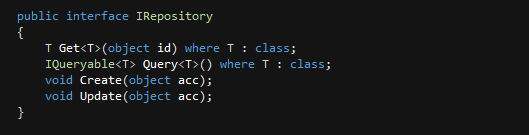 public interface IRepository
{
    T Get<T>(object id) where T : class;
    IQueryable<T> Query<T>() where T : class;
    void Create(object acc);
    void Update(object acc);
}